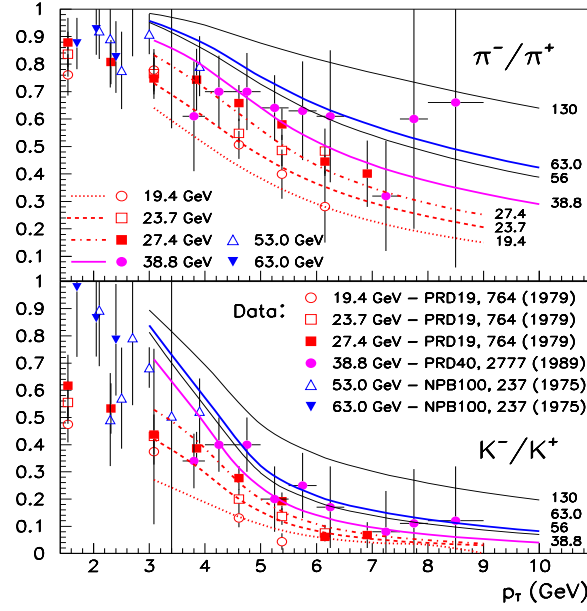 1
0.9
0.8
0.7
0.6
0.5
0.4
0.3
0.2
0.1
0
π⁻/π⁺
130
63.0
56
38.8
27.4
23.7
19.4
19.4 GeV
23.7 GeV
27.4 GeV 53.0 GeV
38.8 GeV 63.0 GeV
1
0.9
0.8
0.7
0.6
0.5
0.4
0.3
0.2
0.1
0
Data:
19.4 GeV – PRD19, 764 (1979)
23.7 GeV – PRD19, 764 (1979)
27.4 GeV – PRD19, 764 (1979)
38.8 GeV – PRD40, 2777 (1989)
53.0 GeV – NPB100, 237 (1975)
63.0 GeV – NPB100, 237 (1975)
K⁻/K⁺
130
63.0
56
38.8
2 3 4 5 6 7 8 9 10
p_T (GeV)